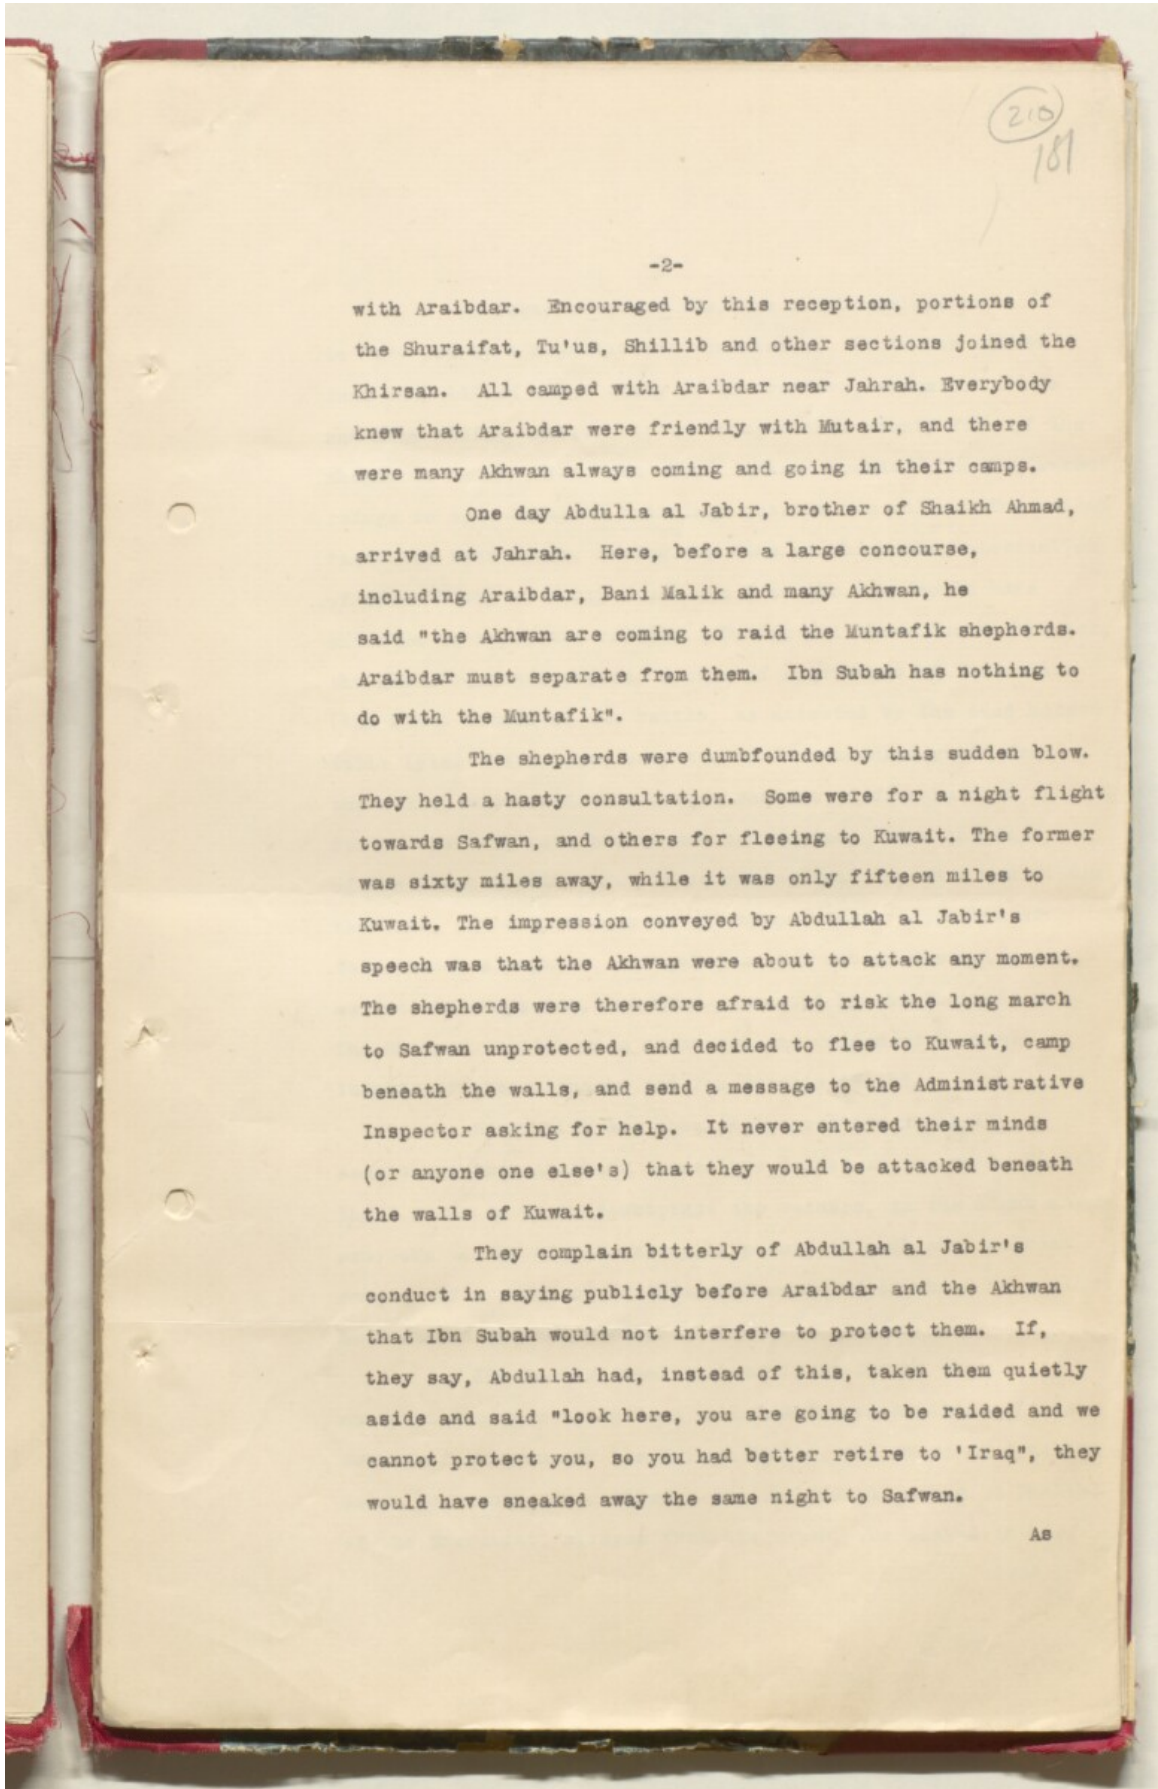 210
181
-2-
with Araibdar. Encouraged by this reception, portions of
the Shuraifat, Tu'us, Shillib and other sections joined the
Khirsan. All camped with Araibdar near Jahrah. Everybody
knew that Araibdar were friendly with Mutair, and there
were many Akhwan always coming and going in their camps.
One day Abdulla al Jabir, brother of Shaikh Ahmad,
arrived at Jahrah. Here, before a large concourse,
including Araibdar, Bani Malik and many Akhwan, he
said "the Akhwan are coming to raid the Muntafik shepherds.
Araibdar must separate from them. Ibn Subah has nothing to
do with the Muntafik".
The shepherds were dumbfounded by this sudden blow.
They held a hasty consultation. Some were for a night flight
towards Safwan, and others for fleeing to Kuwait. The former
was sixty miles away, while it was only fifteen miles to
Kuwait. The impression conveyed by Abdullah al Jabir's
speech was that the Akhwan were about to attack any moment.
The shepherds were therefore afraid to risk the long march
to Safwan unprotected, and decided to flee to Kuwait, camp
beneath the walls, and send a message to the Administrative
Inspector asking for help. It never entered their minds
(or anyone one else's) that they would be attacked beneath
the walls of Kuwait.
They complain bitterly of Abdullah al Jabir's
conduct in saying publicly before Araibdar and the Akhwan
that Ibn Subah would not interfere to protect them. If,
they say, Abdullah had, instead of this, taken them quietly
aside and said "look here, you are going to be raided and we
cannot protect you, so you had better retire to 'Iraq", they
would have sneaked away the same night to Safwan.
As